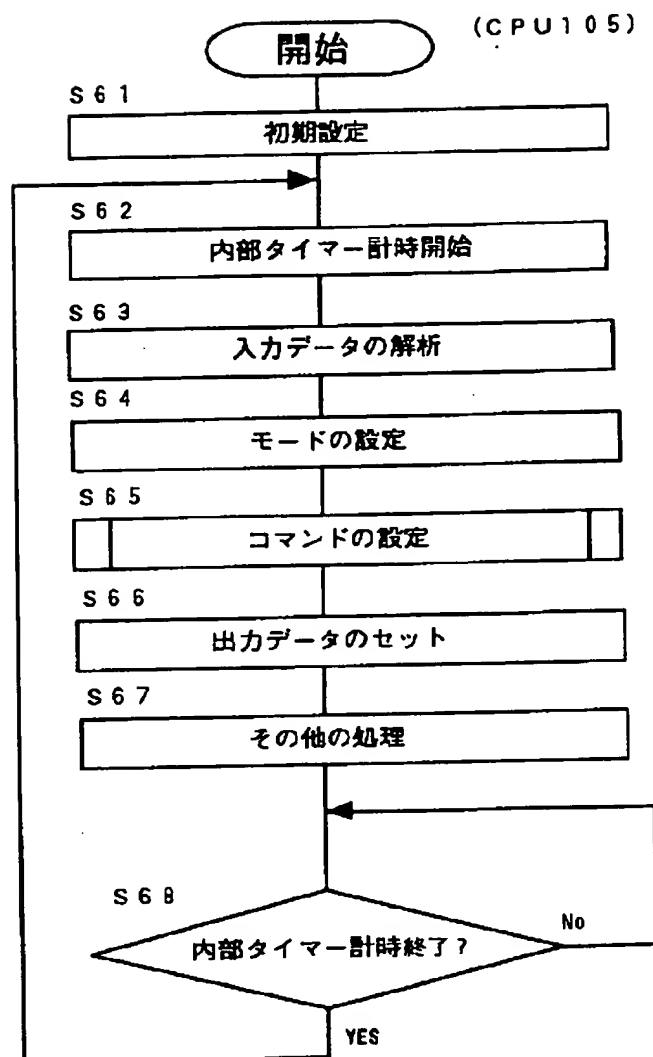 (CPU105)
開始
S61
初期設定
S62
内部タイマー計時開始
S63
入力データの解析
S64
モードの設定
S65
コマンドの設定
S66
出力データのセット
S67
その他の処理
S68
内部タイマー計時終了?
No
YES